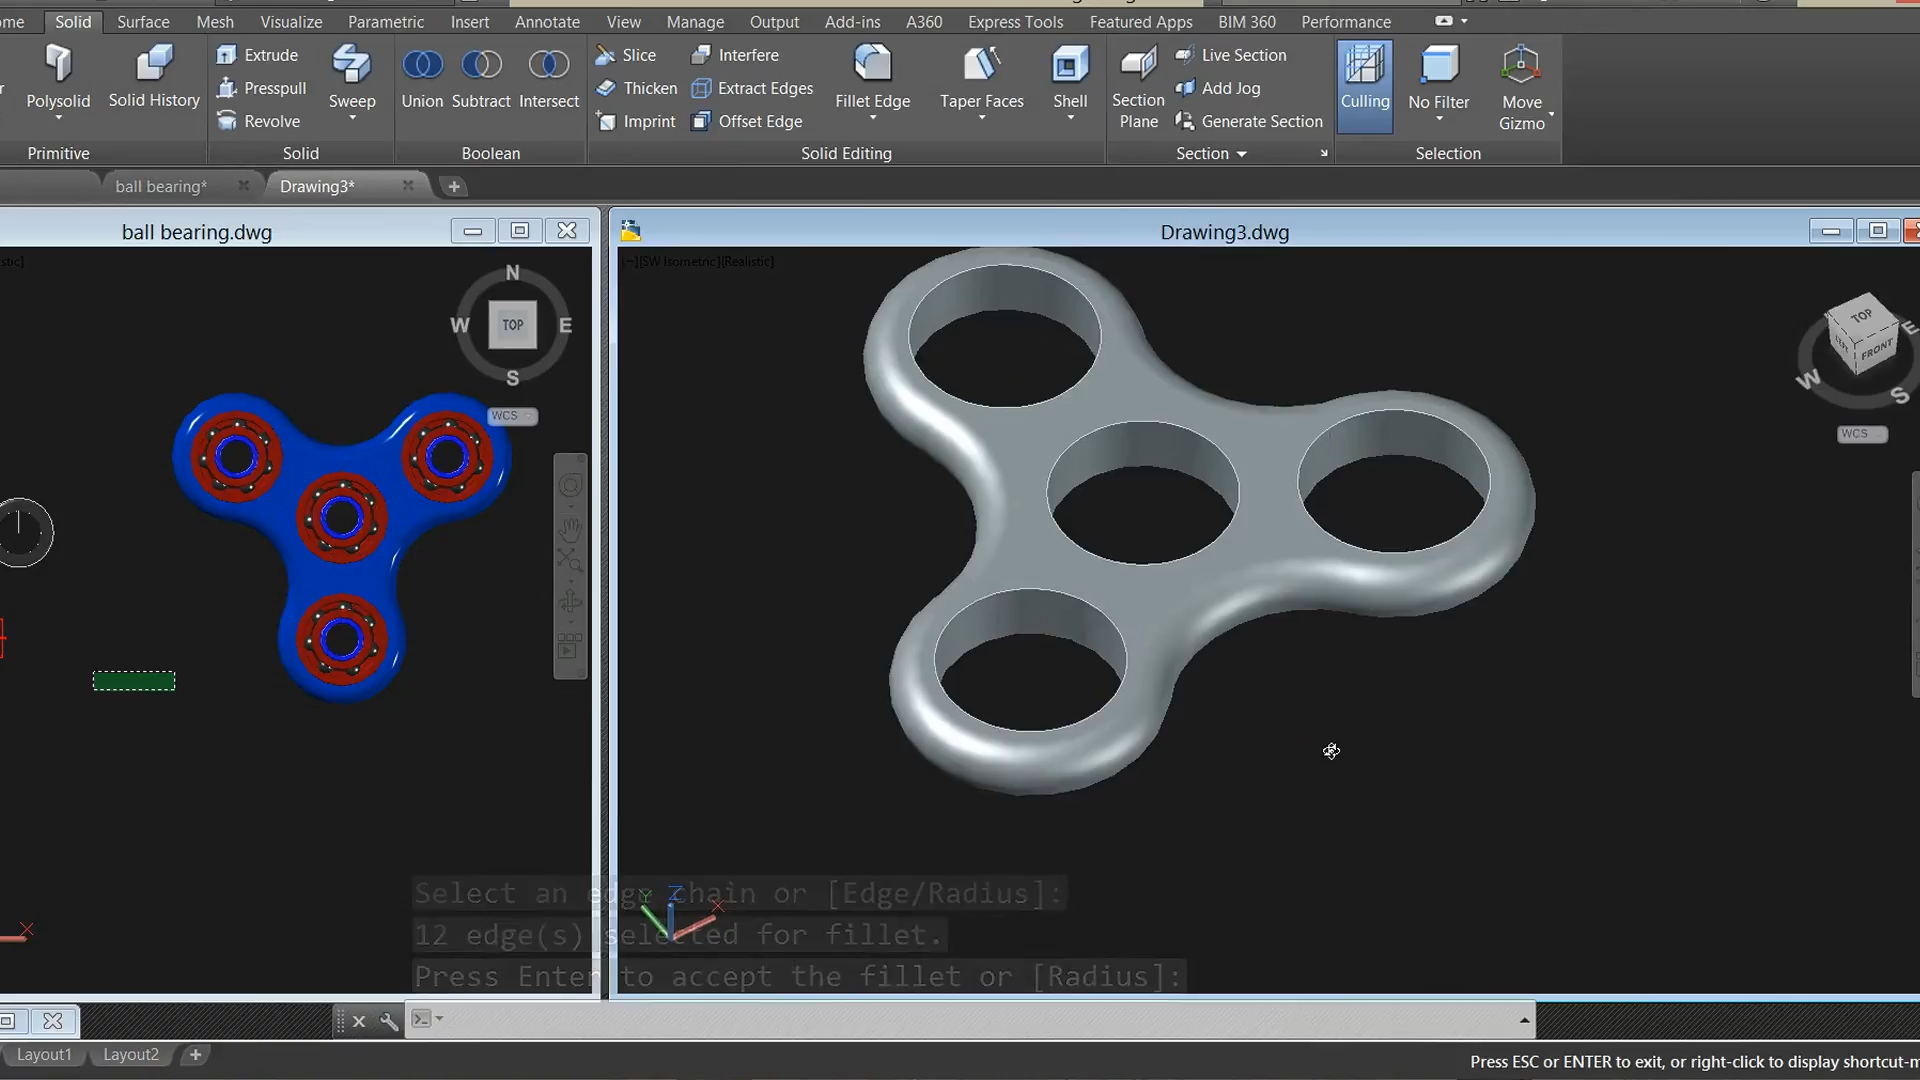 ome Solid Surface Mesh Visualize Parametric Insert Annotate View Manage Output Add-ins A360 Express Tools Featured Apps BIM 360 Performance
Polysolid
Solid History
Extrude
Presspull
Revolve
Sweep
Union
Subtract
Intersect
Slice
Thicken
Imprint
Interfere
Extract Edges
Offset Edge
Fillet Edge
Taper Faces
Shell
Section
Plane
Live Section
Add Jog
Generate Section
Culling
No Filter
Move
Gizmo
Primitive
Solid
Boolean
Solid Editing
Section
Selection
ball bearing*
Drawing3*
ball bearing.dwg
Drawing3.dwg
stic]
[−][SW Isometric][Realistic]
N
W
TOP
E
S
WCS
TOP
LEFT
FRONT
E
W
S
WCS
Select an edge chain or [Edge/Radius]:
12 edge(s) selected for fillet.
Press Enter to accept the fillet or [Radius]:
Y
Z
X
X
Layout1
Layout2
Press ESC or ENTER to exit, or right-click to display shortcut-m